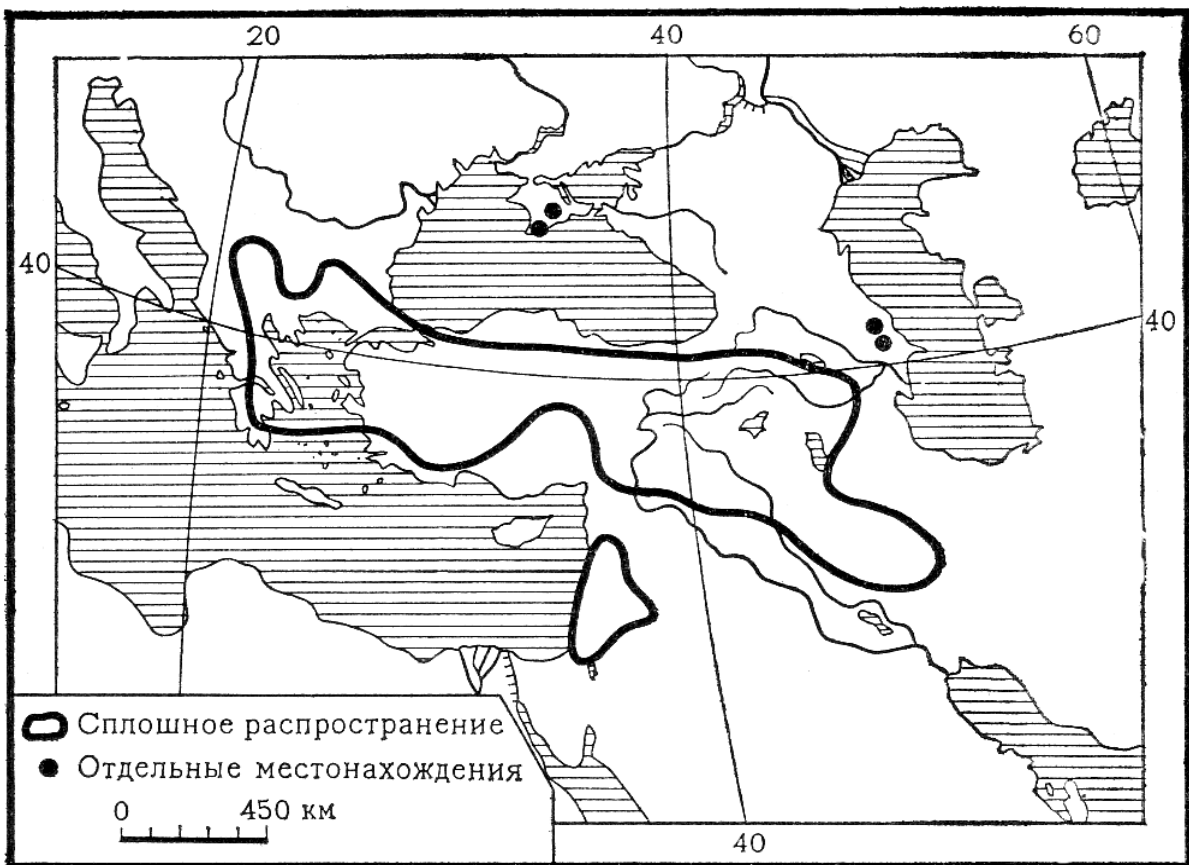 20 40 60
40
40
Сплошное распространение
Отдельные местонахождения
0 450 км
40